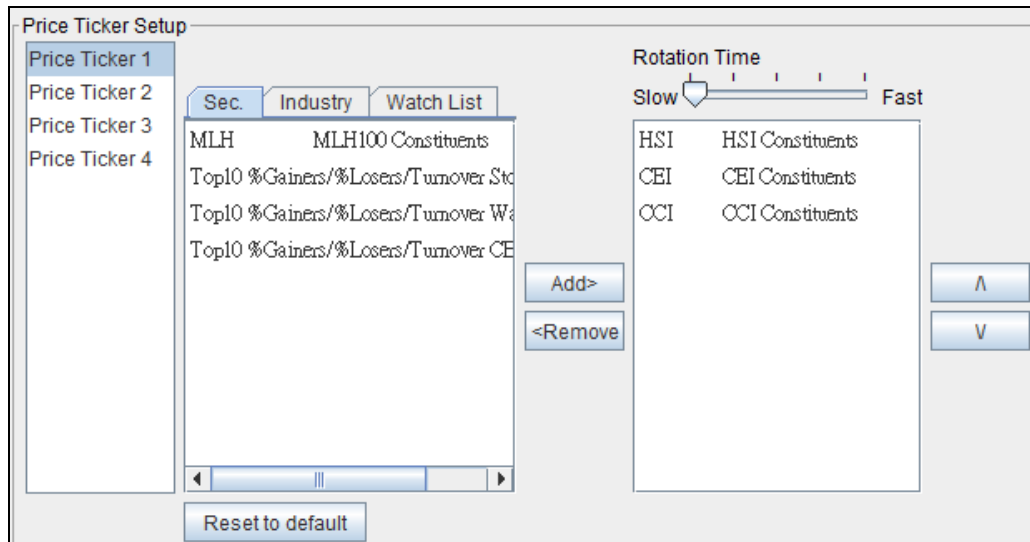 Price Ticker Setup
Price Ticker 1
Price Ticker 2
Price Ticker 3
Price Ticker 4
Sec. Industry Watch List
MLH MLH100 Constituents
Top10 %Gainers/%Losers/Turnover Sto
Top10 %Gainers/%Losers/Turnover Wa
Top10 %Gainers/%Losers/Turnover CE
Reset to default
Add>
<Remove
Rotation Time
Slow Fast
HSI HSI Constituents
CEI CEI Constituents
CCI CCI Constituents
/\
\/